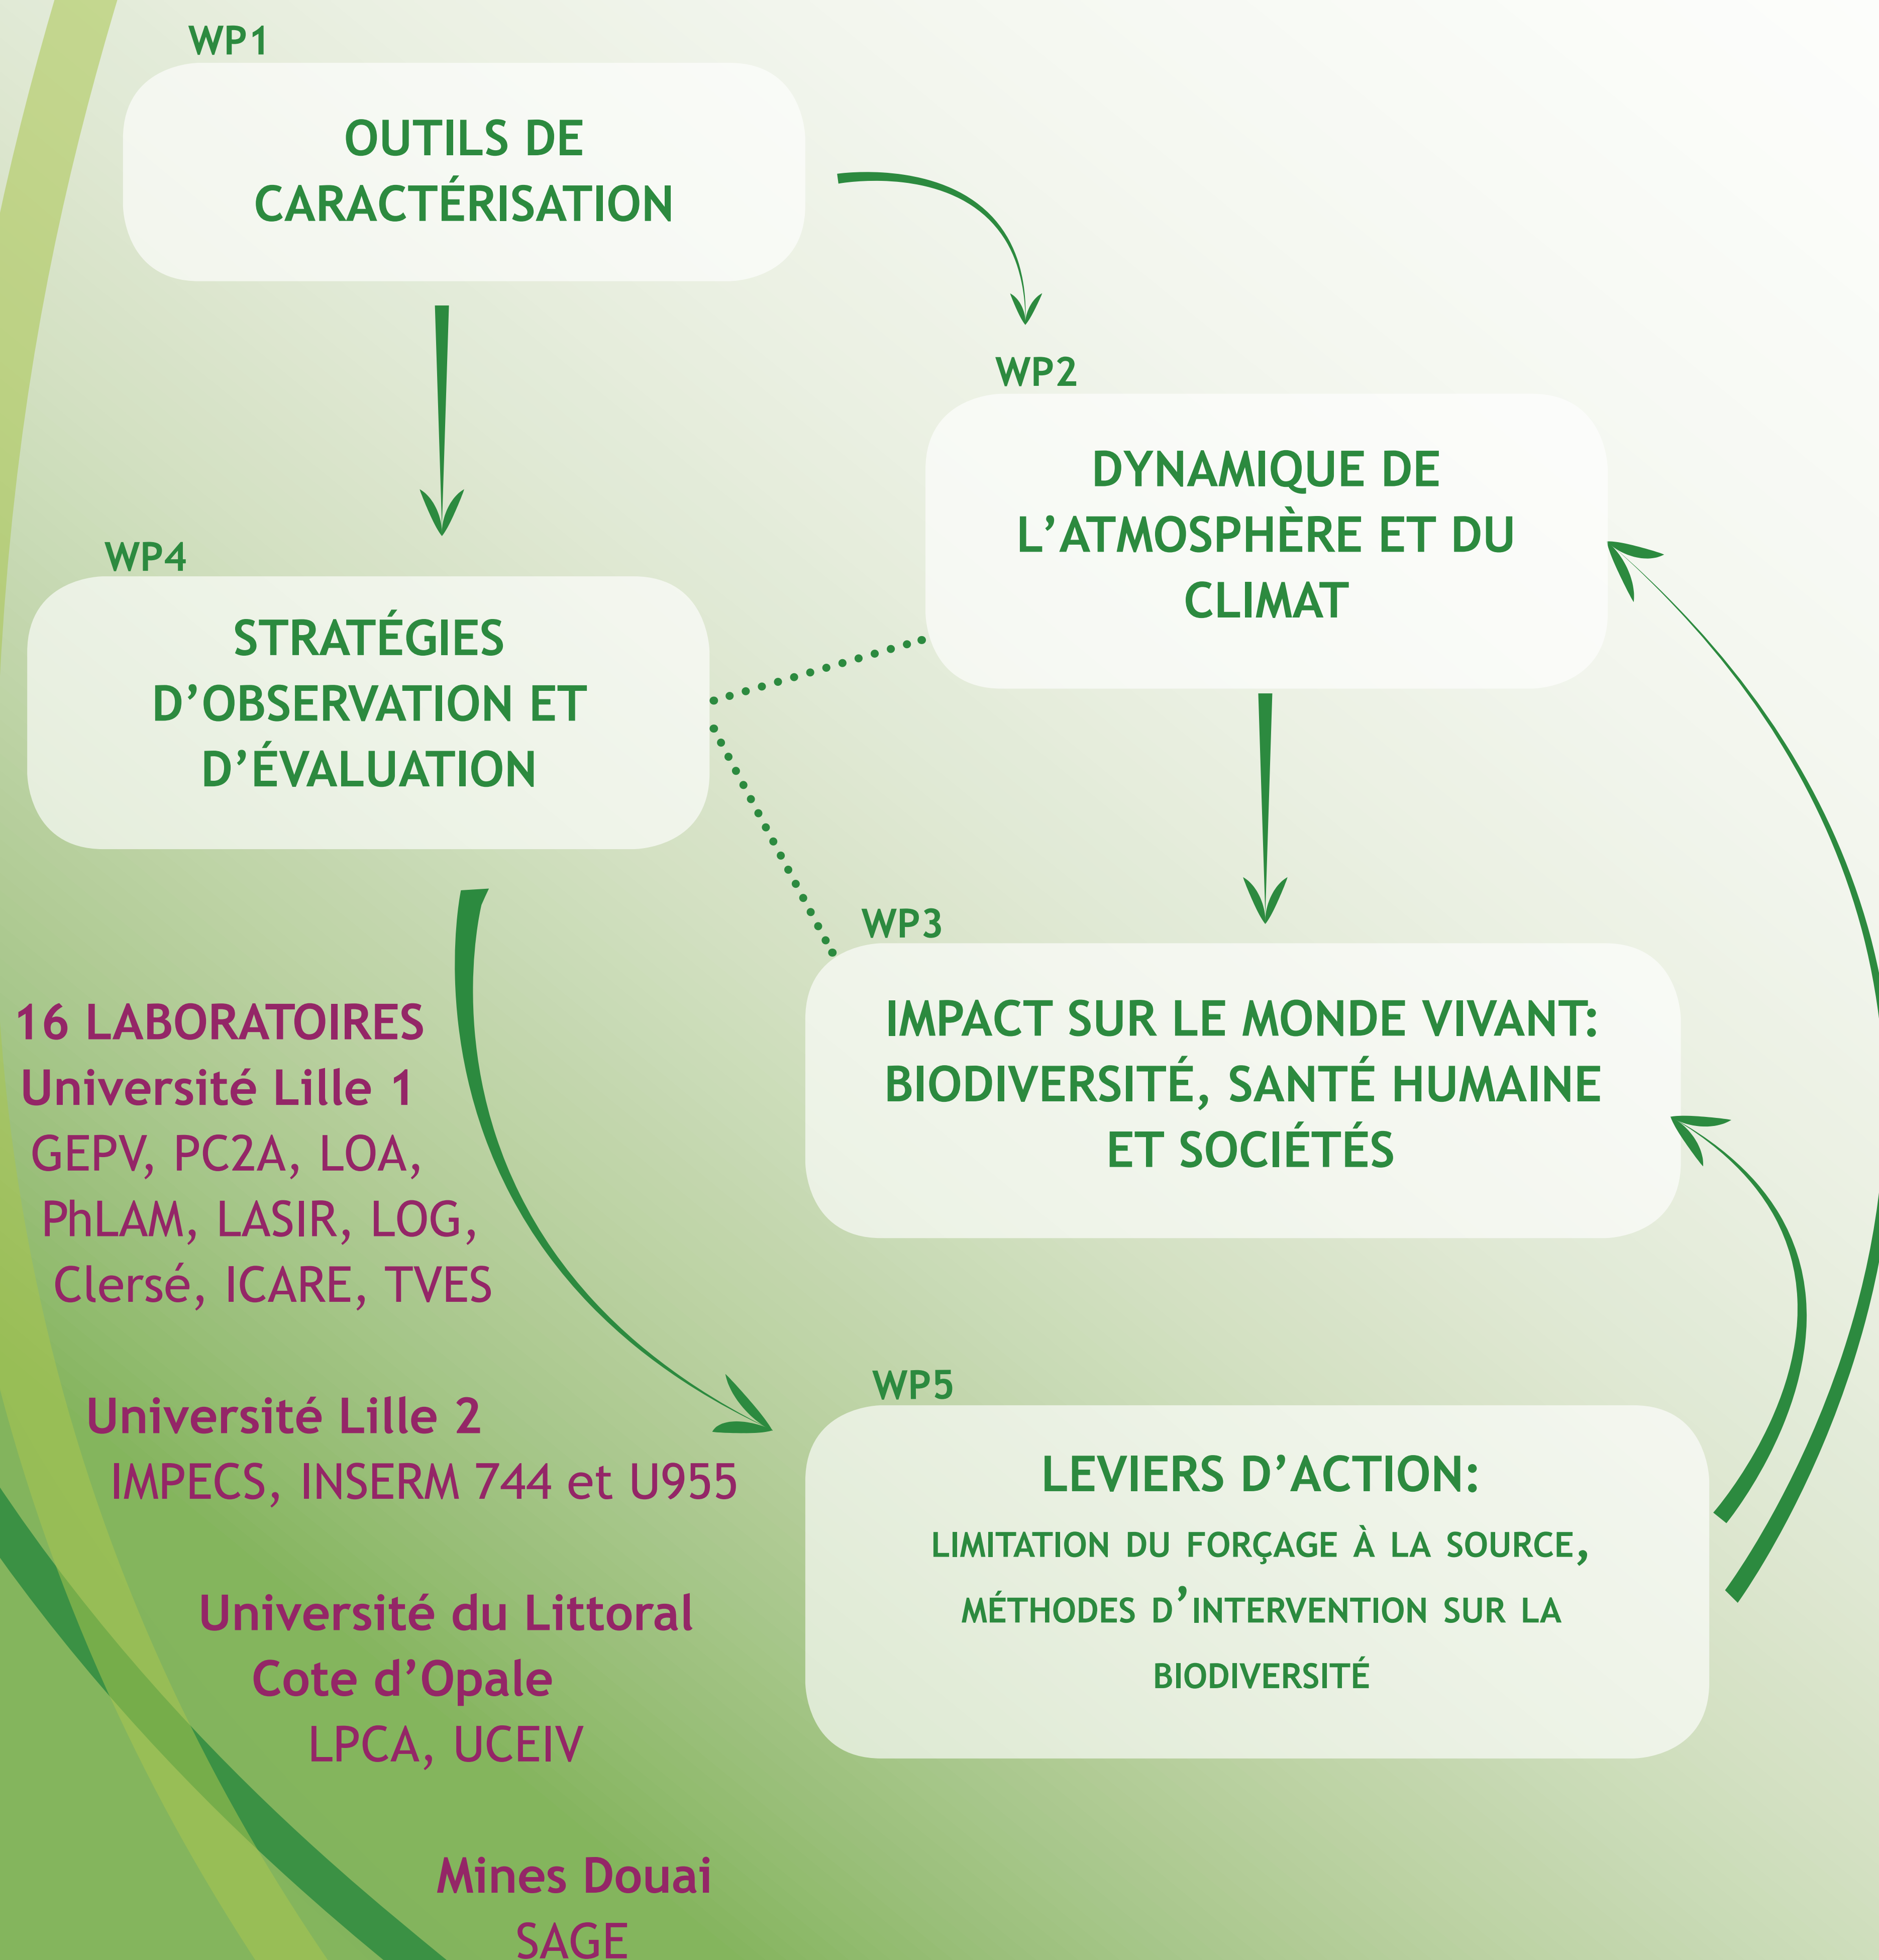 WP1
OUTILS DE
CARACTÉRISATION
WP2
DYNAMIQUE DE
L’ATMOSPHÈRE ET DU
CLIMAT
WP4
STRATÉGIES
D’OBSERVATION ET
D’ÉVALUATION
WP3
IMPACT SUR LE MONDE VIVANT:
BIODIVERSITÉ, SANTÉ HUMAINE
ET SOCIÉTÉS
16 LABORATOIRES
Université Lille 1
GEPV, PC2A, LOA,
PhLAM, LASIR, LOG,
Clersé, ICARE, TVES
Université Lille 2
IMPECS, INSERM 744 et U955
Université du Littoral
Cote d’Opale
LPCA, UCEIV
Mines Douai
SAGE
WP5
LEVIERS D’ACTION:
LIMITATION DU FORÇAGE À LA SOURCE,
MÉTHODES D’INTERVENTION SUR LA
BIODIVERSITÉ